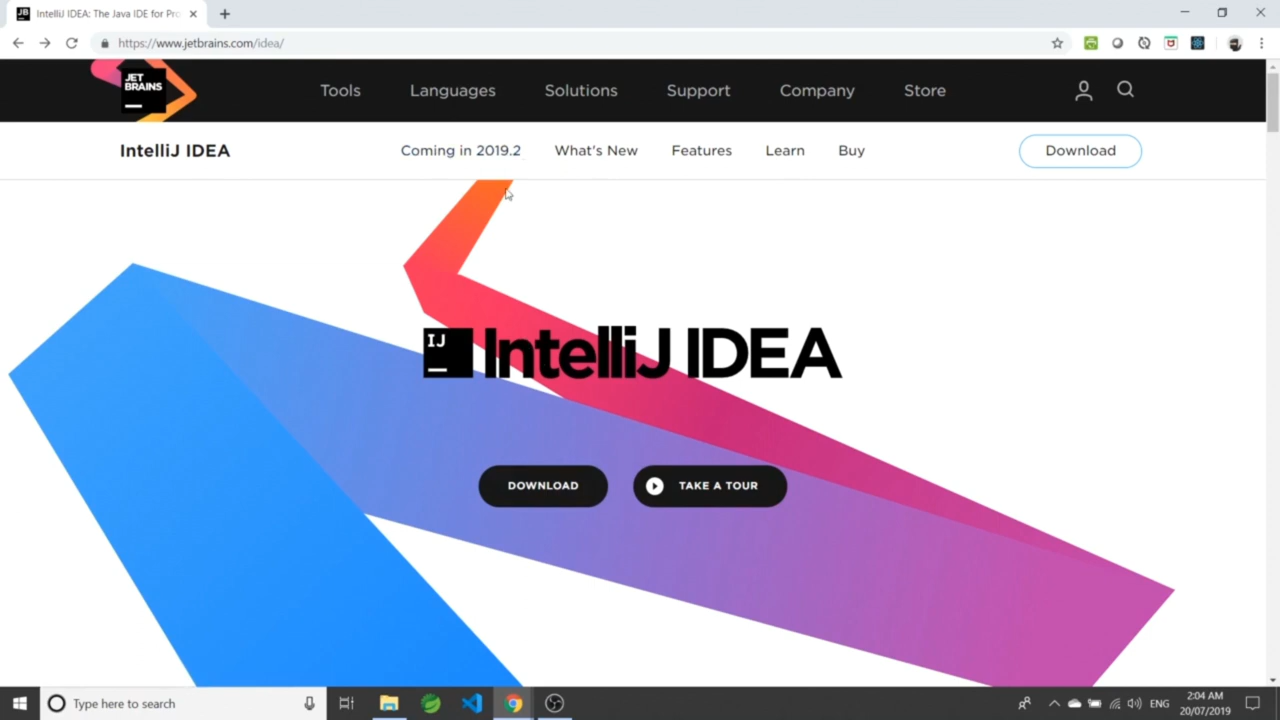 JB IntelliJ IDEA: The Java IDE for Pro
https://www.jetbrains.com/idea/
JET
BRAINS
Tools Languages Solutions Support Company Store
IntelliJ IDEA Coming in 2019.2 What's New Features Learn Buy Download
IJ IntelliJ IDEA
DOWNLOAD TAKE A TOUR
Type here to search ENG 2:04 AM
20/07/2019